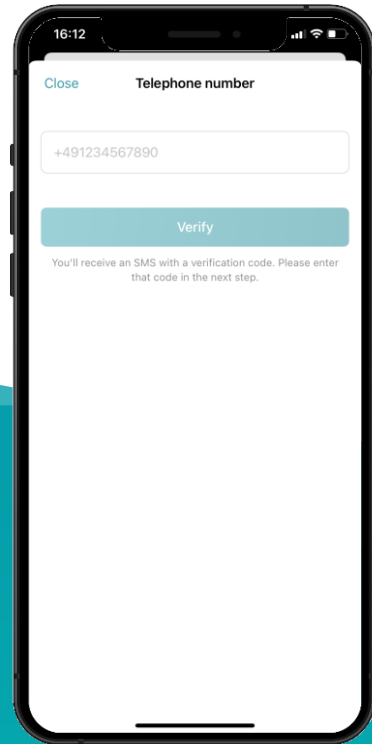 16:12
Close Telephone number
+491234567890
Verify
You'll receive an SMS with a verification code. Please enter
that code in the next step.